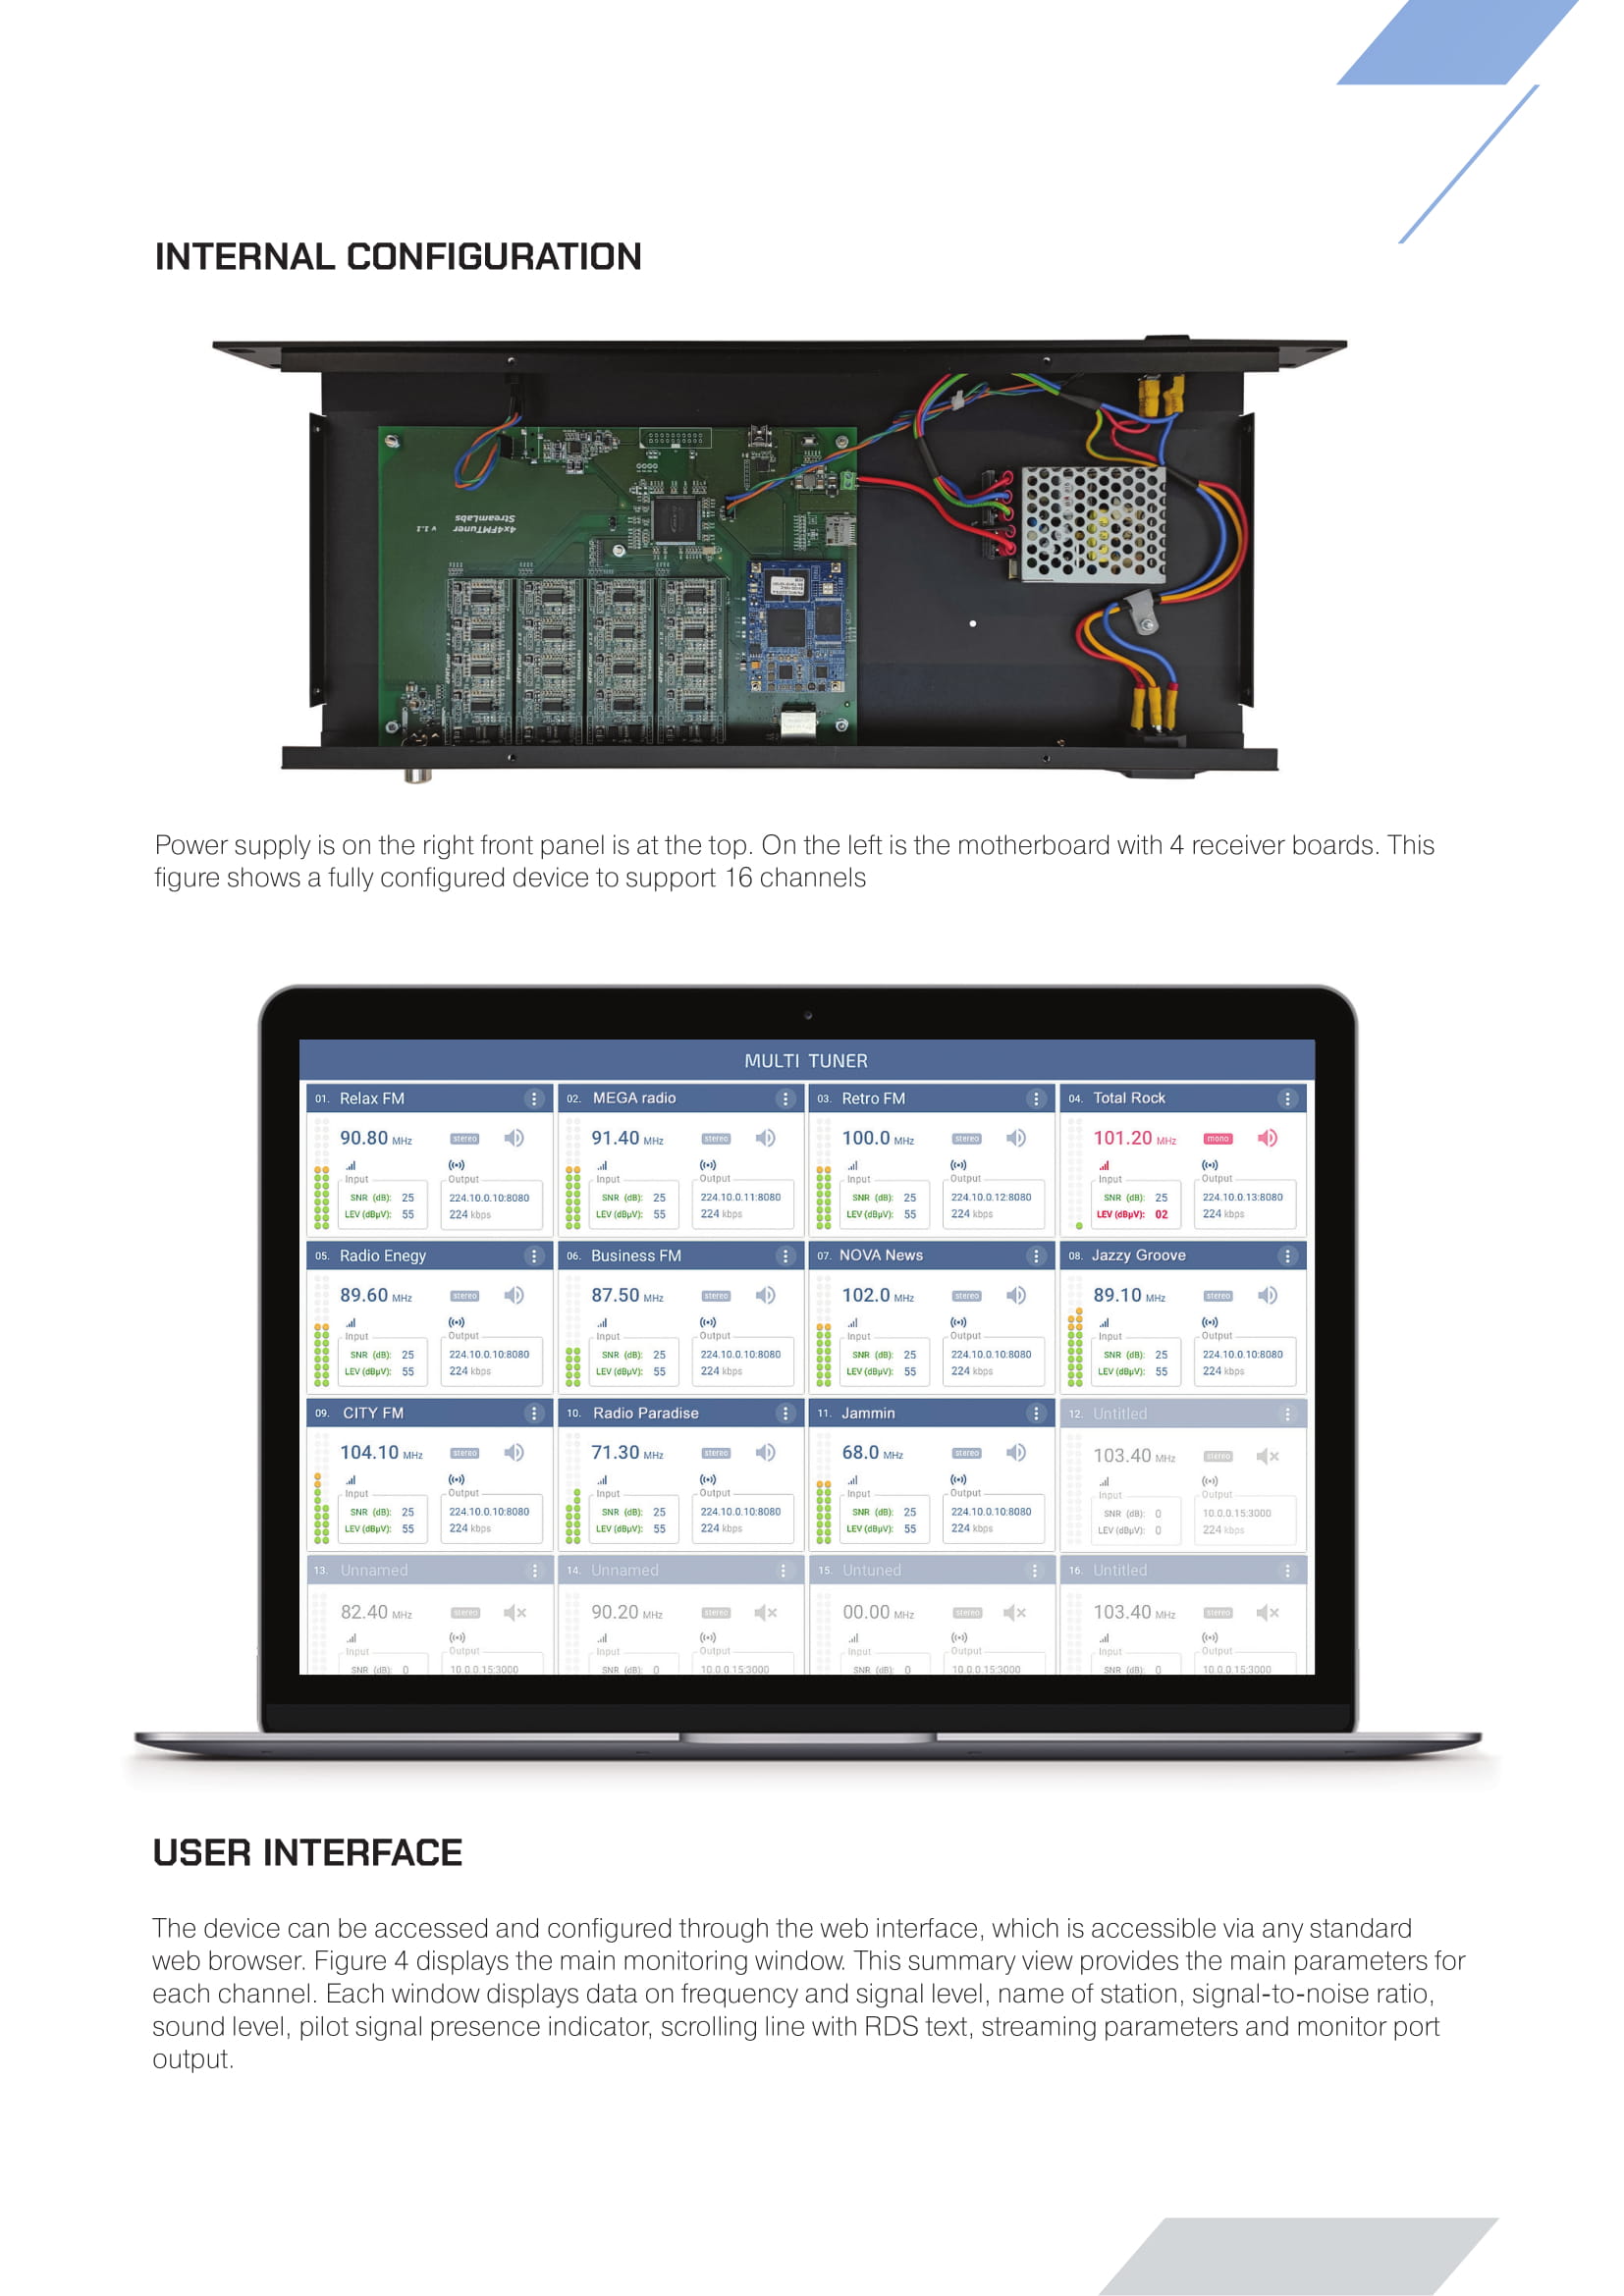 INTERNAL CONFIGURATION
4x4FMTuner
StreamLabs
v 1.1
Power supply is on the right front panel is at the top. On the left is the motherboard with 4 receiver boards. This
figure shows a fully configured device to support 16 channels
MULTI TUNER
01. Relax FM
90.80 MHz stereo
Input Output
SNR (dB): 25 224.10.0.10:8080
LEV (dBµV): 55 224 kbps
02. MEGA radio
91.40 MHz stereo
Input Output
SNR (dB): 25 224.10.0.11:8080
LEV (dBµV): 55 224 kbps
03. Retro FM
100.0 MHz stereo
Input Output
SNR (dB): 25 224.10.0.12:8080
LEV (dBµV): 55 224 kbps
04. Total Rock
101.20 MHz mono
Input Output
SNR (dB): 25 224.10.0.13:8080
LEV (dBµV): 02 224 kbps
05. Radio Enegy
89.60 MHz stereo
Input Output
SNR (dB): 25 224.10.0.10:8080
LEV (dBµV): 55 224 kbps
06. Business FM
87.50 MHz stereo
Input Output
SNR (dB): 25 224.10.0.10:8080
LEV (dBµV): 55 224 kbps
07. NOVA News
102.0 MHz stereo
Input Output
SNR (dB): 25 224.10.0.10:8080
LEV (dBµV): 55 224 kbps
08. Jazzy Groove
89.10 MHz stereo
Input Output
SNR (dB): 25 224.10.0.10:8080
LEV (dBµV): 55 224 kbps
09. CITY FM
104.10 MHz stereo
Input Output
SNR (dB): 25 224.10.0.10:8080
LEV (dBµV): 55 224 kbps
10. Radio Paradise
71.30 MHz stereo
Input Output
SNR (dB): 25 224.10.0.10:8080
LEV (dBµV): 55 224 kbps
11. Jammin
68.0 MHz stereo
Input Output
SNR (dB): 25 224.10.0.10:8080
LEV (dBµV): 55 224 kbps
12. Untitled
103.40 MHz stereo
Input Output
SNR (dB): 0 10.0.0.15:3000
LEV (dBµV): 0 224 kbps
13. Unnamed
82.40 MHz stereo
Input Output
SNR (dB): 0 10.0.0.15:3000
14. Unnamed
90.20 MHz stereo
Input Output
SNR (dB): 0 10.0.0.15:3000
15. Untuned
00.00 MHz stereo
Input Output
SNR (dB): 0 10.0.0.15:3000
16. Untitled
103.40 MHz stereo
Input Output
SNR (dB): 0 10.0.0.15:3000
USER INTERFACE
The device can be accessed and configured through the web interface, which is accessible via any standard
web browser. Figure 4 displays the main monitoring window. This summary view provides the main parameters for
each channel. Each window displays data on frequency and signal level, name of station, signal-to-noise ratio,
sound level, pilot signal presence indicator, scrolling line with RDS text, streaming parameters and monitor port
output.